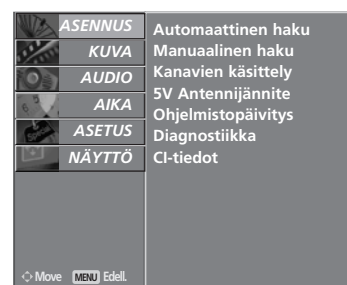 ASENNUS
KUVA
AUDIO
AIKA
ASETUS
NÄYTTÖ
Automaattinen haku
Manuaalinen haku
Kanavien käsittely
5V Antennijännite
Ohjelmistopäivitys
Diagnostiikka
CI-tiedot
Move MENU Edell.